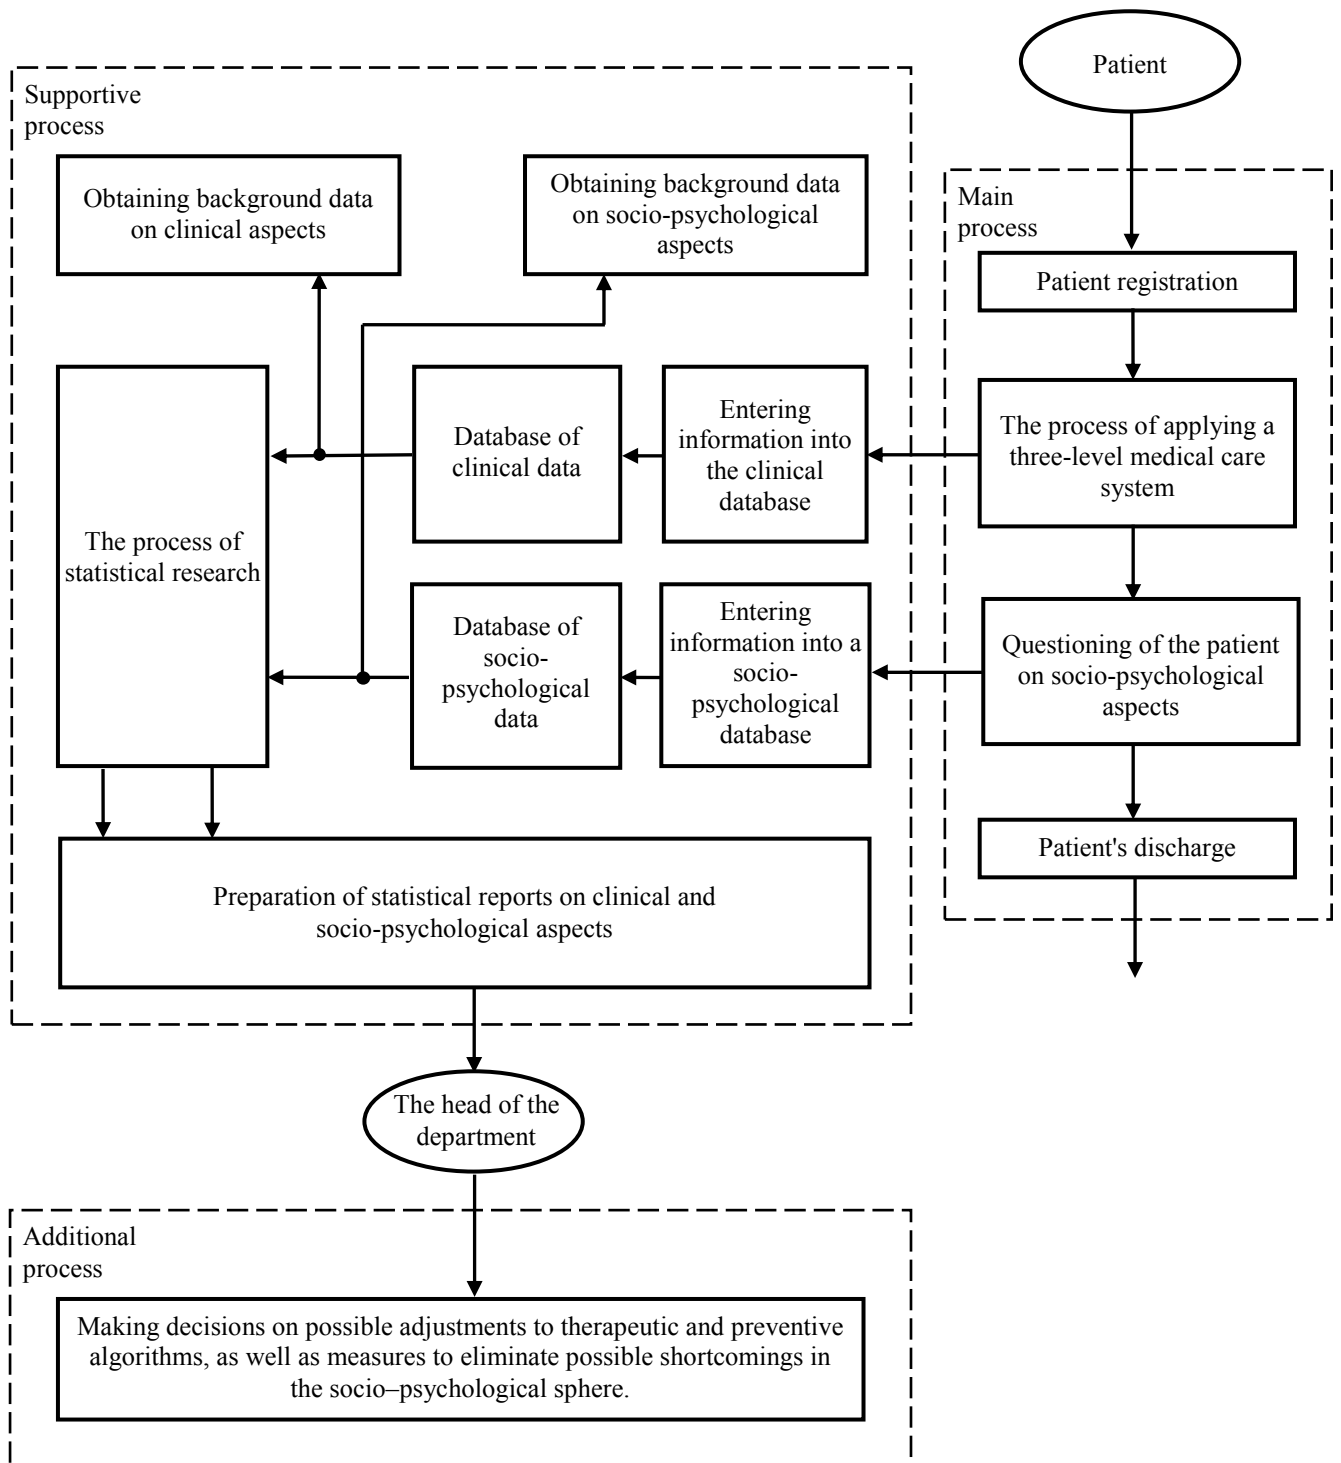 Patient
Supportive
process
Obtaining background data
on clinical aspects
Obtaining background data
on socio-psychological
aspects
Main
process
Patient registration
The process of
statistical research
Database of
clinical data
Entering
information into
the clinical
database
The process of applying a
three-level medical care
system
Database of
socio-
psychological
data
Entering
information into a
socio-
psychological
database
Questioning of the patient
on socio-psychological
aspects
Patient's discharge
Preparation of statistical reports on clinical and
socio-psychological aspects
The head of the
department
Additional
process
Making decisions on possible adjustments to therapeutic and preventive
algorithms, as well as measures to eliminate possible shortcomings in
the socio–psychological sphere.